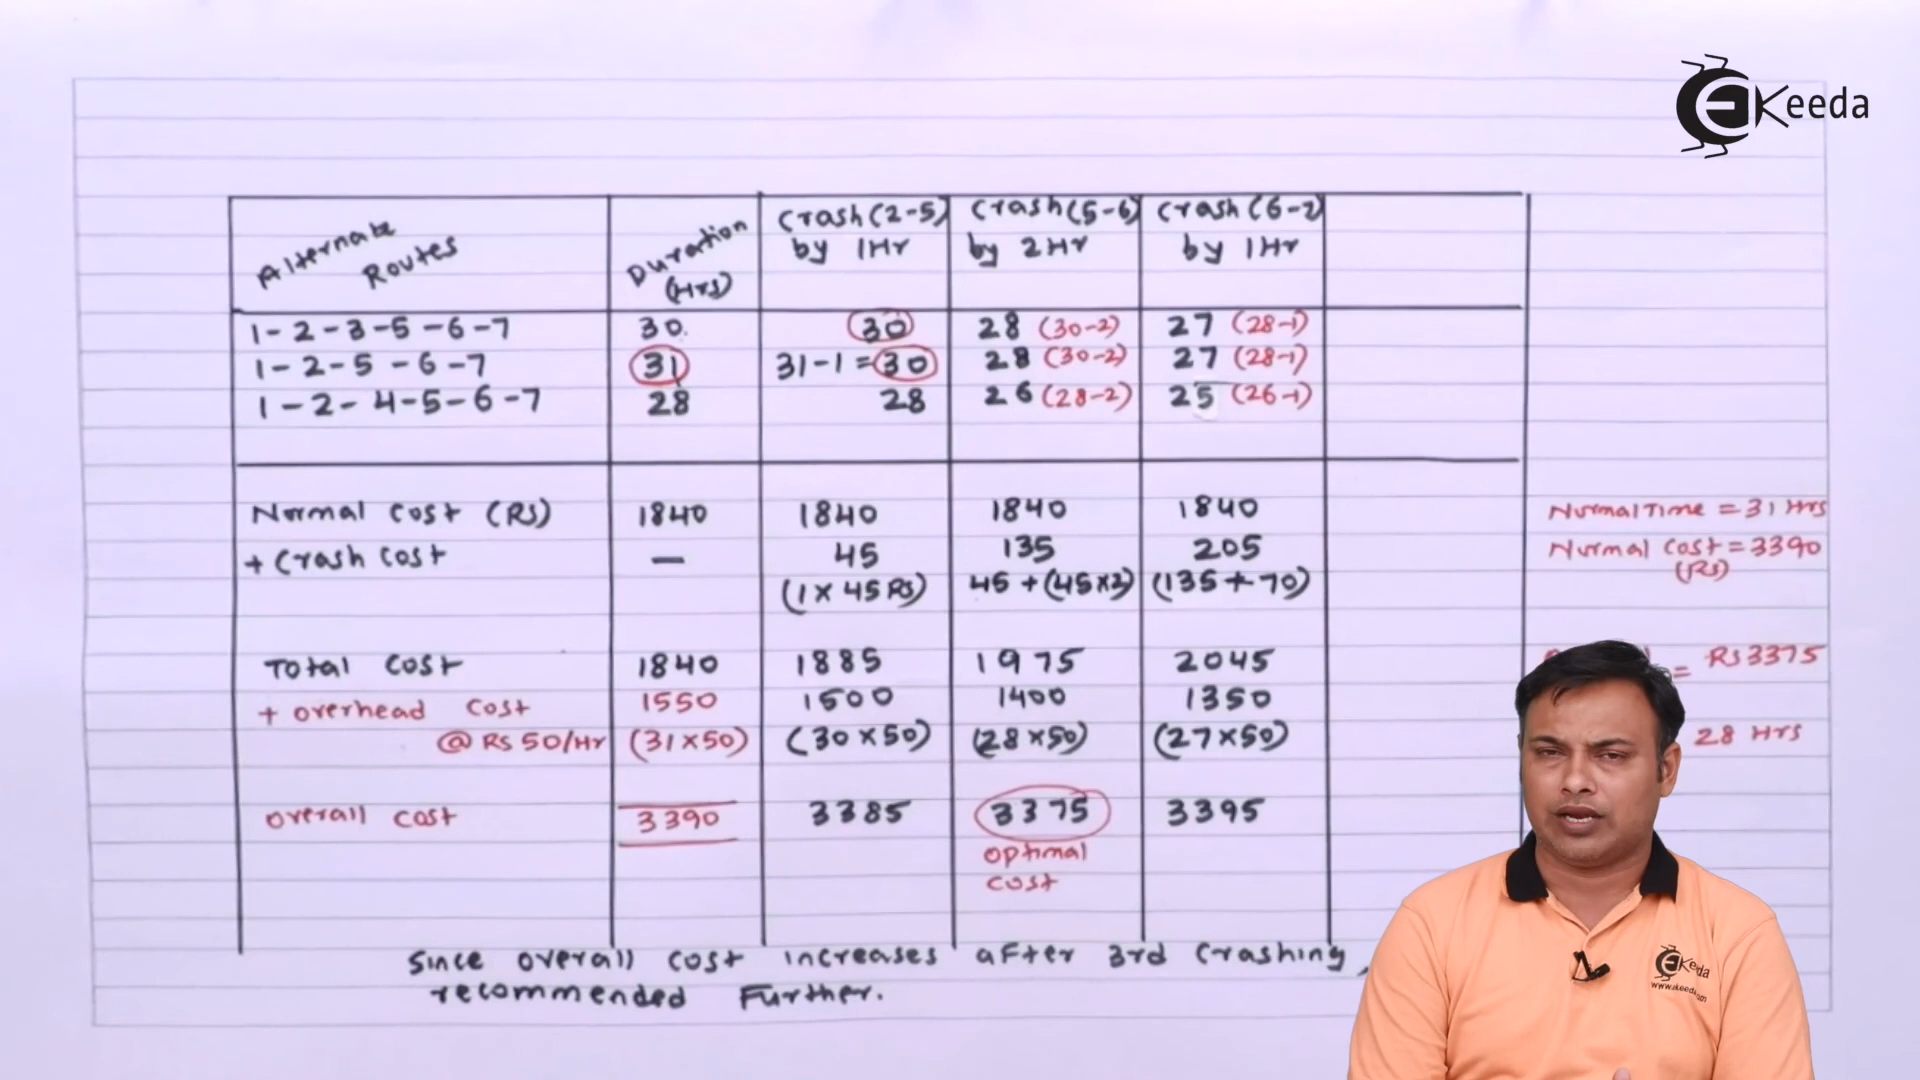 EKeeda
Alternate Routes
Duration (Hrs)
Crash(2-5) by 1Hr
Crash(5-6) by 2Hr
Crash(6-7) by 1Hr
1-2-3-5-6-7 30 30 28 (30-2) 27 (28-1)
1-2-5-6-7 31 31-1=30 28 (30-2) 27 (28-1)
1-2-4-5-6-7 28 28 26 (28-2) 25 (26-1)
Normal Cost (Rs) 1840 1840 1840 1840
+ Crash cost — 45 135 205
(1x45Rs) 45+(45x2) (135+70)
Total cost 1840 1885 1975 2045
+ overhead cost 1550 1500 1400 1350
@ Rs 50/Hr (31x50) (30x50) (28x50) (27x50)
overall cost 3390 3385 3375 3395
optimal
cost
Since overall cost increases after 3rd crashing,
recommended Further.
Normal Time = 31 Hrs
Normal Cost = 3390
(Rs)
= Rs 3375
28 Hrs
EKeeda